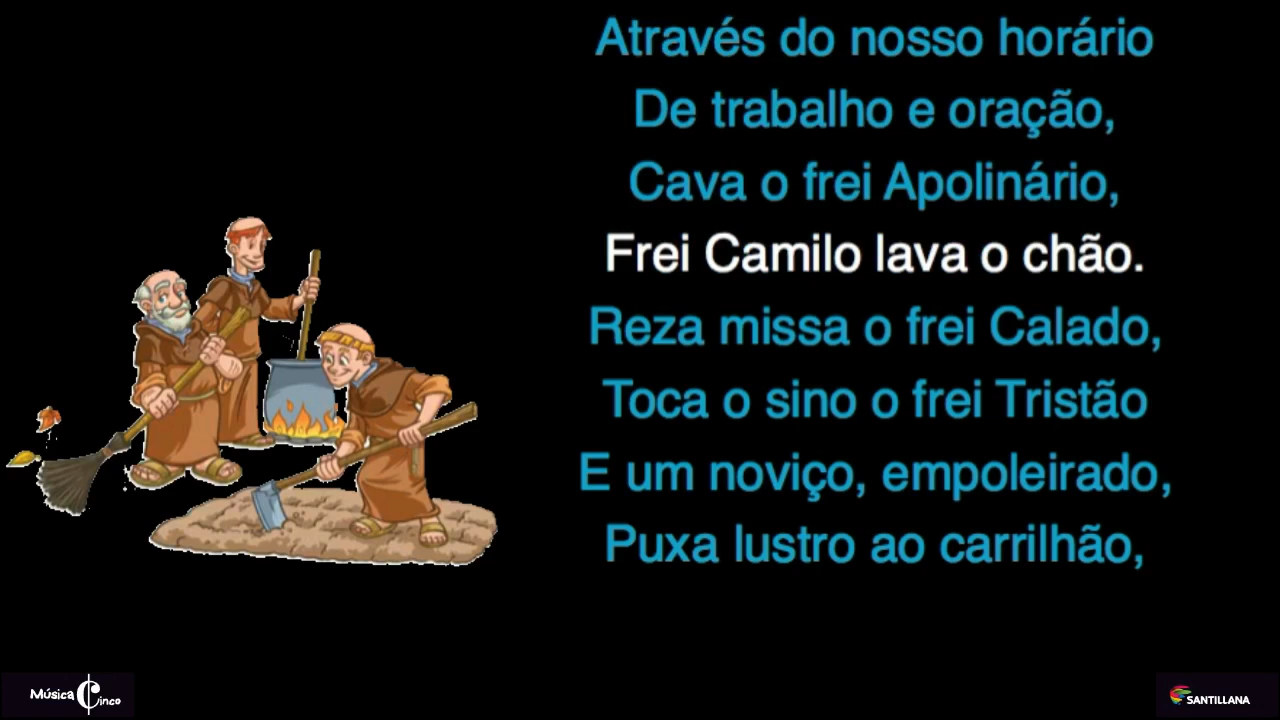 Através do nosso horário
De trabalho e oração,
Cava o frei Apolinário,
Frei Camilo lava o chão.
Reza missa o frei Calado,
Toca o sino o frei Tristão
E um noviço, empoleirado,
Puxa lustro ao carrilhão,
Música Cinco
SANTILLANA